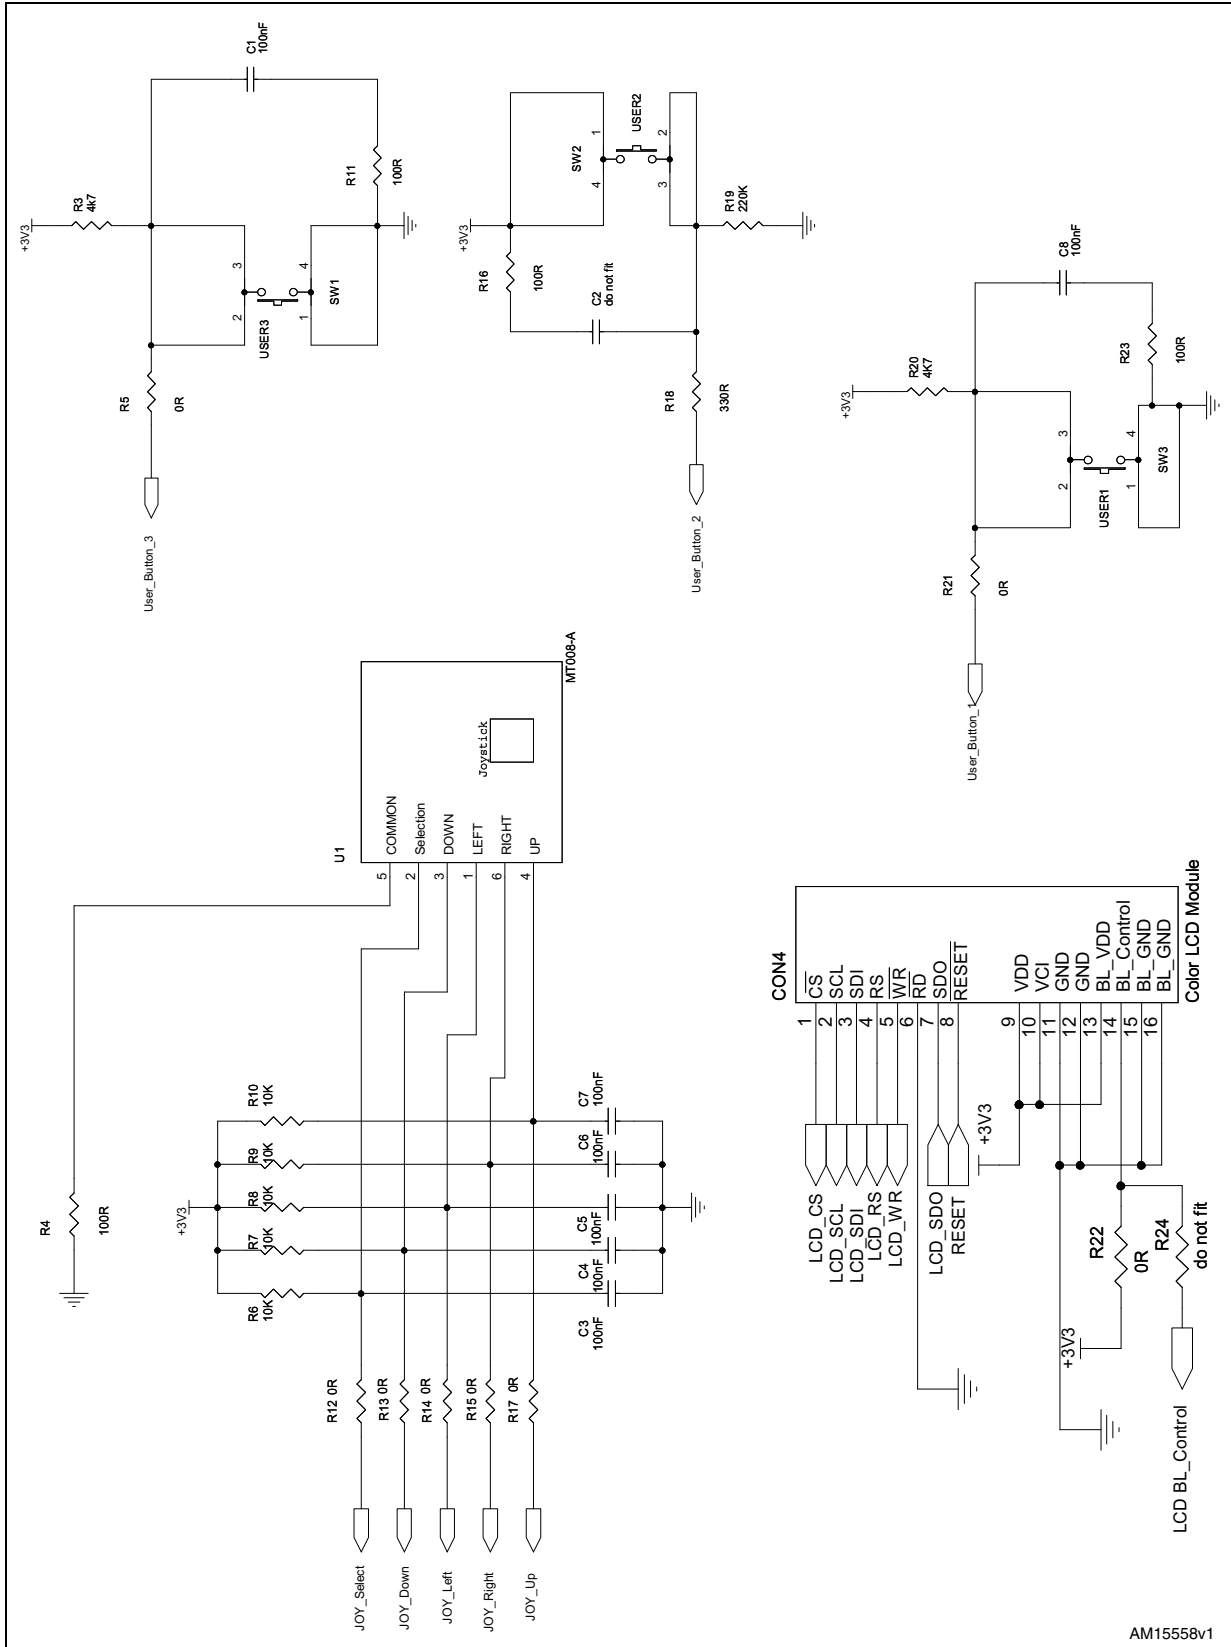 +3V3
R3
4k7
C1
100nF
R11
100R
3
4
2
1
SW1
USER3
R5
0R
User_Button_3
+3V3
R16
100R
C2
do not fit
SW2
1
4
USER2
2
3
R19
220K
R18
330R
User_Button_2
+3V3
R20
4K7
C8
100nF
R23
100R
3
4
2
1
SW3
USER1
R21
0R
User_Button_1
MT008-A
Joystick
U1
COMMON
Selection
DOWN
LEFT
RIGHT
UP
5
2
3
1
6
4
R4
100R
+3V3
R10
10K
R9
10K
R8
10K
R7
10K
R6
10K
C7
100nF
C6
100nF
C5
100nF
C4
100nF
C3
100nF
R12 0R
R13 0R
R14 0R
R15 0R
R17 0R
JOY_Select
JOY_Down
JOY_Left
JOY_Right
JOY_Up
CON4
Color LCD Module
CS
SCL
SDI
RS
WR
RD
SDO
RESET
VDD
VCI
GND
GND
BL_VDD
BL_Control
BL_GND
BL_GND
1
2
3
4
5
6
7
8
9
10
11
12
13
14
15
16
LCD_CS
LCD_SCL
LCD_SDI
LCD_RS
LCD_WR
LCD_SDO
RESET
+3V3
R22
0R
R24
do not fit
+3V3
LCD BL_Control
AM15558v1